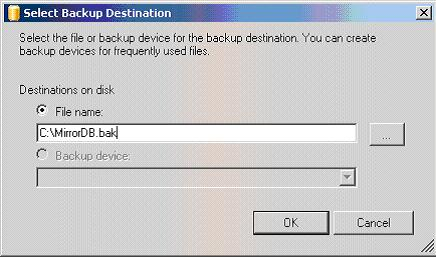 Select Backup Destination
Select the file or backup device for the backup destination. You can create
backup devices for frequently used files.
Destinations on disk
File name:
C:\MirrorDB.bak
...
Backup device:
OK
Cancel